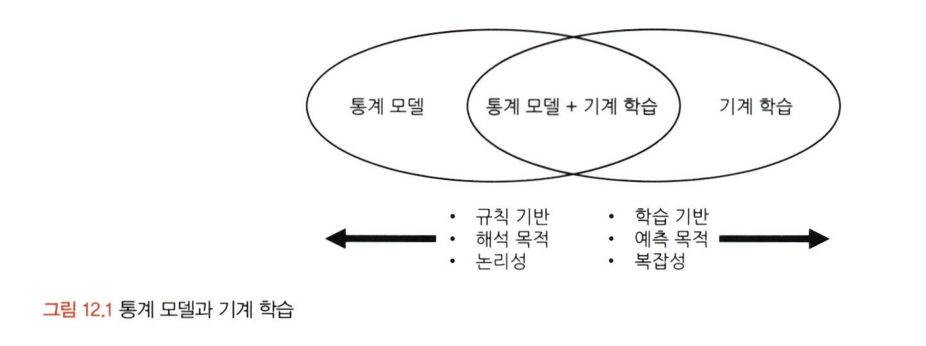 통계 모델
통계 모델 + 기계 학습
기계 학습
• 규칙 기반
• 해석 목적
• 논리성
• 학습 기반
• 예측 목적
• 복잡성
그림 12.1 통계 모델과 기계 학습